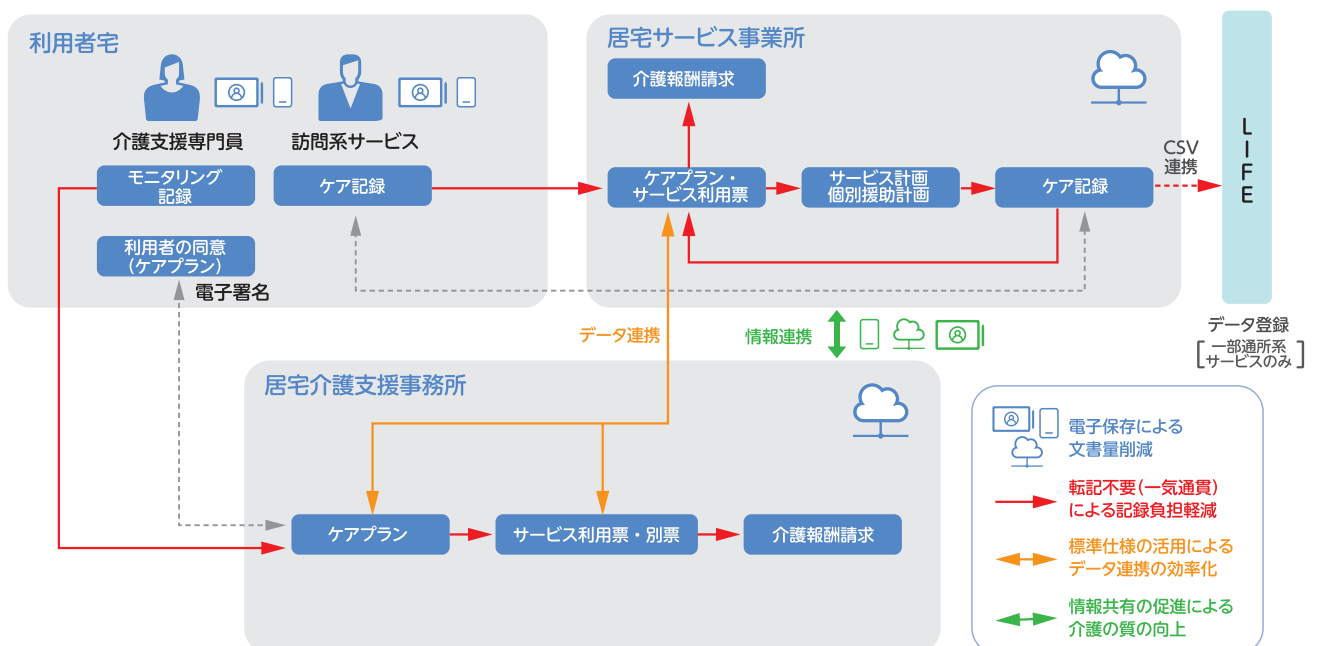 利用者宅
介護支援専門員
訪問系サービス
モニタリング
記録
ケア記録
利用者の同意
(ケアプラン)
電子署名
居宅サービス事業所
介護報酬請求
ケアプラン・
サービス利用票
サービス計画
個別援助計画
ケア記録
CSV
連携
LIFE
データ登録
一部通所系
サービスのみ
データ連携
情報連携
居宅介護支援事務所
ケアプラン
サービス利用票・別票
介護報酬請求
電子保存による
文書量削減
転記不要(一気通貫)
による記録負担軽減
標準仕様の活用による
データ連携の効率化
情報共有の促進による
介護の質の向上